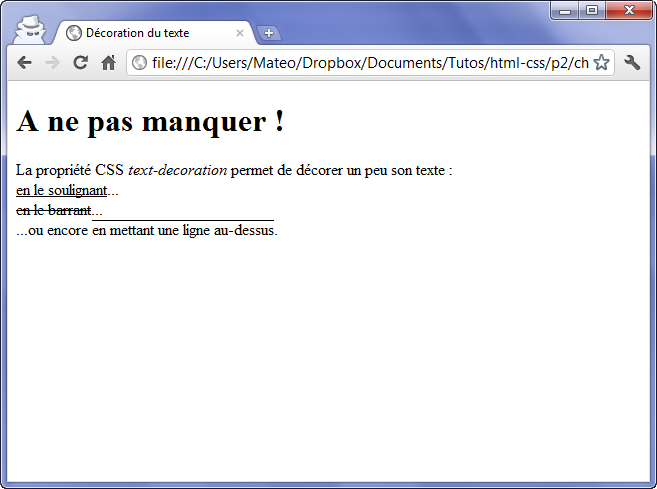 Décoration du texte
file:///C:/Users/Mateo/Dropbox/Documents/Tutos/html-css/p2/ch
A ne pas manquer !
La propriété CSS text-decoration permet de décorer un peu son texte :
en le soulignant...
en le barrant...
...ou encore en mettant une ligne au-dessus.